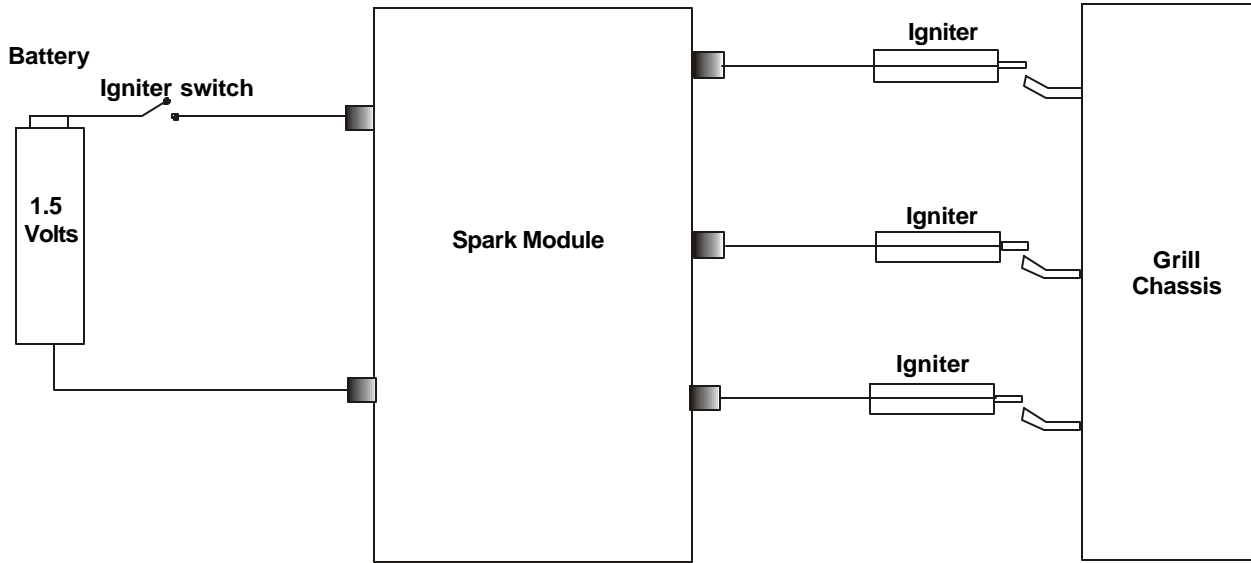 Battery
Igniter switch
1.5
Volts
Spark Module
Igniter
Igniter
Igniter
Grill
Chassis